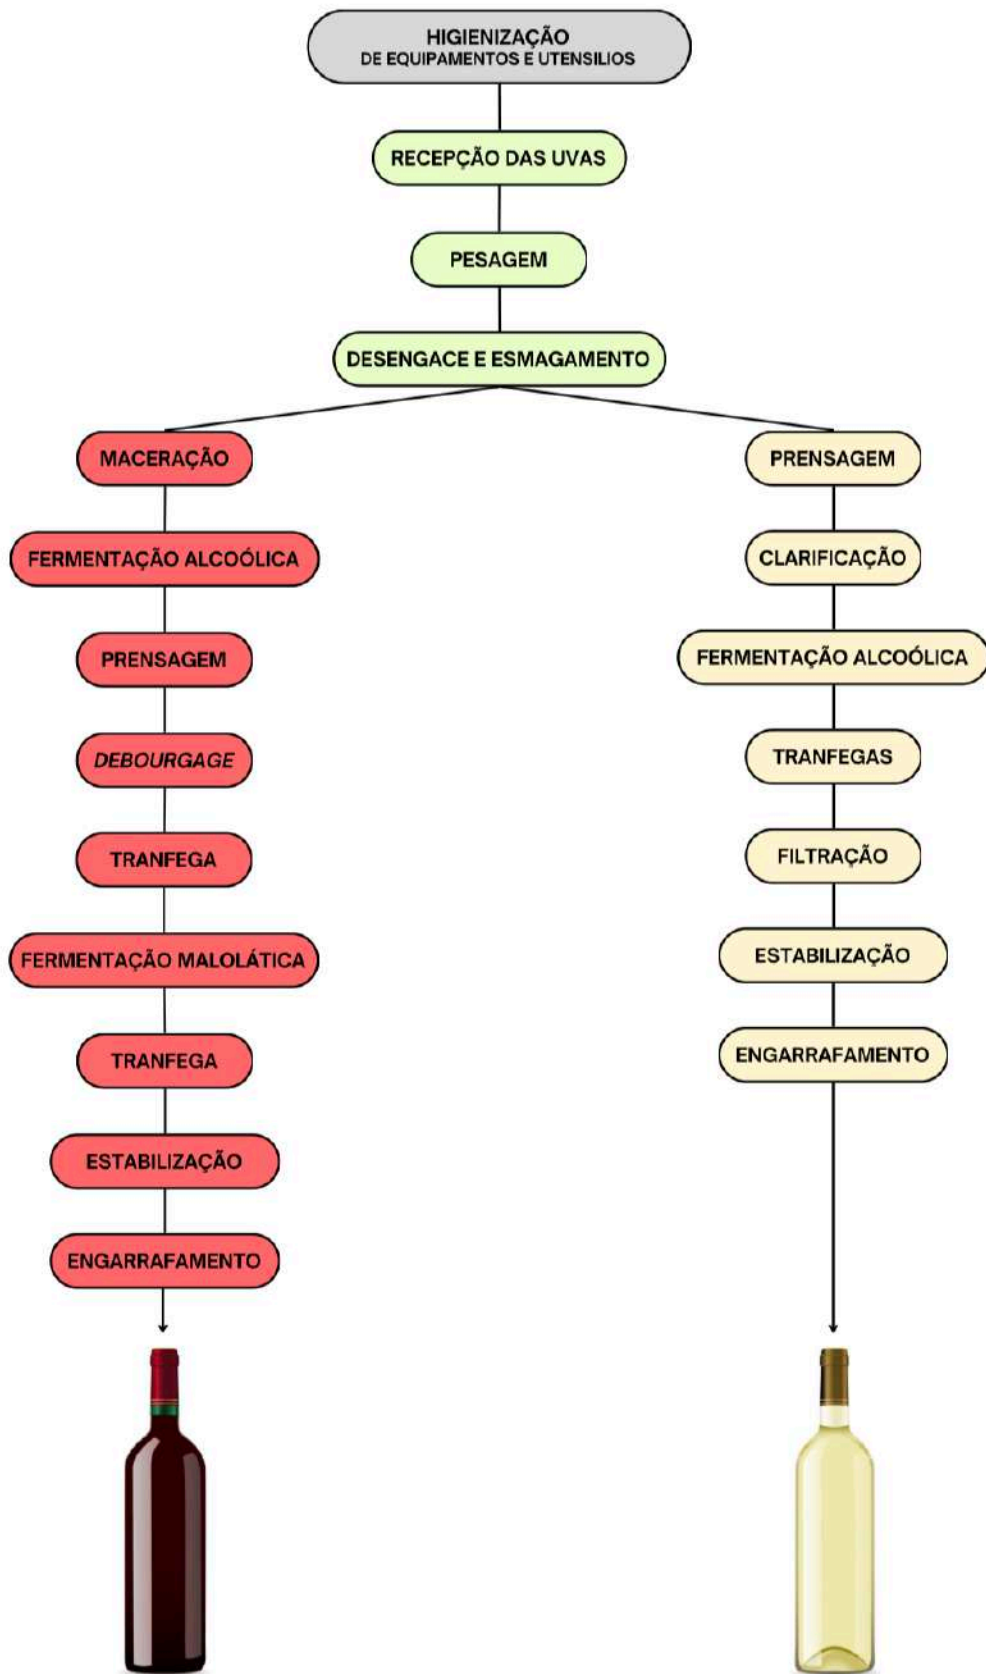 HIGIENIZAÇÃO
DE EQUIPAMENTOS E UTENSILIOS
RECEPÇÃO DAS UVAS
PESAGEM
DESENGACE E ESMAGAMENTO
MACERAÇÃO
FERMENTAÇÃO ALCOÓLICA
PRENSAGEM
DEBOURGAGE
TRANFEGA
FERMENTAÇÃO MALOLÁTICA
TRANFEGA
ESTABILIZAÇÃO
ENGARRAFAMENTO
PRENSAGEM
CLARIFICAÇÃO
FERMENTAÇÃO ALCOÓLICA
TRANFEGAS
FILTRAÇÃO
ESTABILIZAÇÃO
ENGARRAFAMENTO